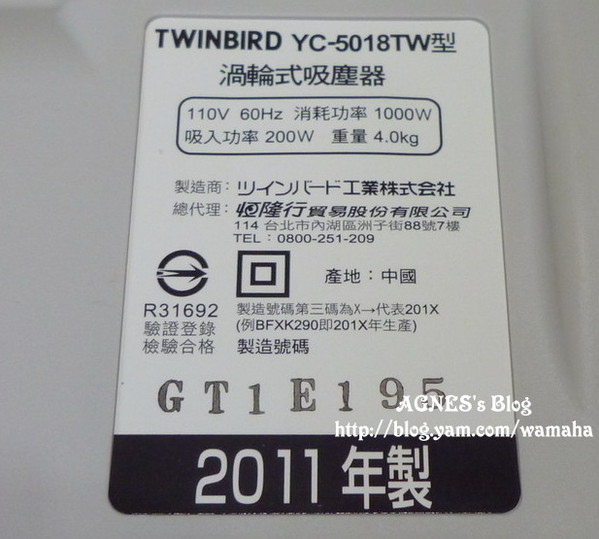 TWINBIRD YC-5018TW型
渦輪式吸塵器
110V 60Hz 消耗功率 1000W
吸入功率 200W 重量 4.0kg
製造商：ツインバード工業株式会社
總代理：恆隆行貿易股份有限公司
114 台北市內湖區洲子街88號7樓
TEL：0800-251-209
產地：中國
R31692
驗證登錄
檢驗合格
製造號碼第三碼為X→代表201X
(例BFXK290即201X年生產)
製造號碼
GT1E195
AGNES's Blog
http://blog.yam.com/wamaha
2011 年製